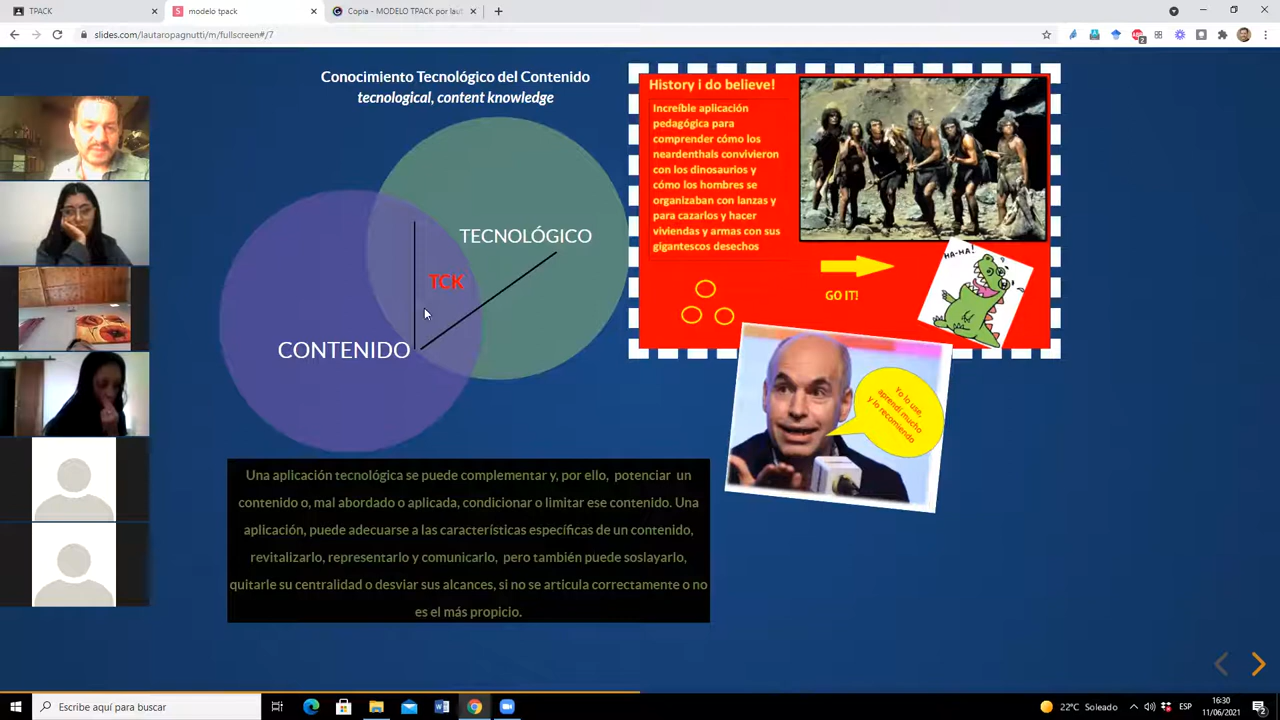 TPACK
modelo tpack
Copia - MODELO TPACK por laut
slides.com/lautaropagnutti/m/fullscreen#/7
2
Conocimiento Tecnológico del Contenido
tecnological, content knowledge
TECNOLÓGICO
TCK
CONTENIDO
Una aplicación tecnológica se puede complementar y, por ello, potenciar un
contenido o, mal abordado o aplicada, condicionar o limitar ese contenido. Una
aplicación, puede adecuarse a las características específicas de un contenido,
revitalizarlo, representarlo y comunicarlo, pero también puede soslayarlo,
quitarle su centralidad o desviar sus alcances, si no se articula correctamente o no
es el más propicio.
History i do believe!
Increíble aplicación
pedagógica para
comprender cómo los
neardenthals convivieron
con los dinosaurios y
cómo los hombres se
organizaban con lanzas y
para cazarlos y hacer
viviendas y armas con sus
gigantescos desechos
GO IT!
HA-HA!
Yo lo use,
aprendi mucho
y lo recomiendo
Escribe aquí para buscar
22°C Soleado
ESP
16:30
11/06/2021
2